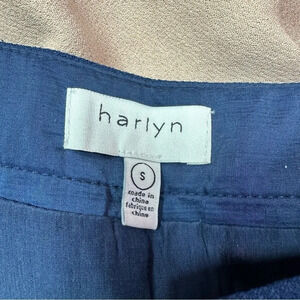 harlyn
S
made in
china
fabriqué en
chine